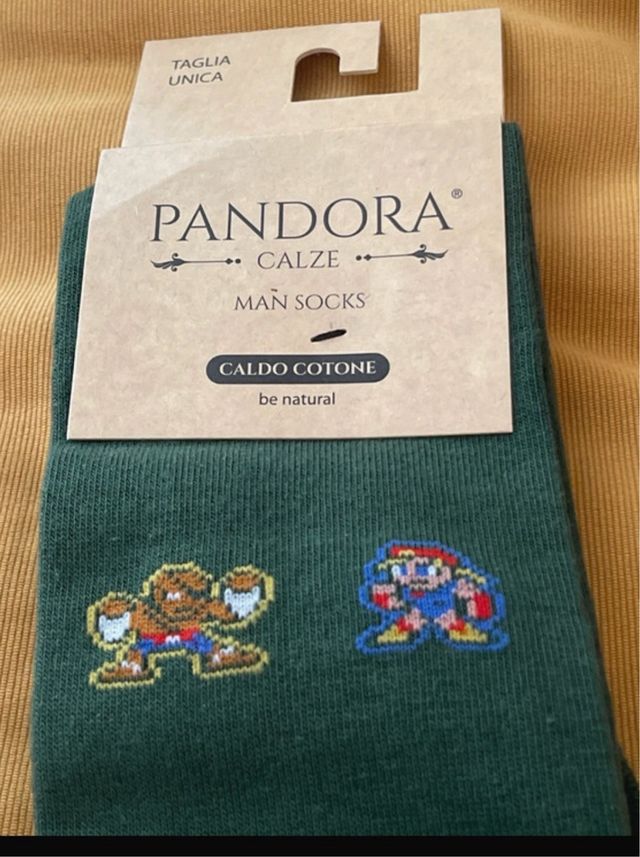 TAGLIA
UNICA
PANDORA®
CALZE
MAN SOCKS
CALDO COTONE
be natural